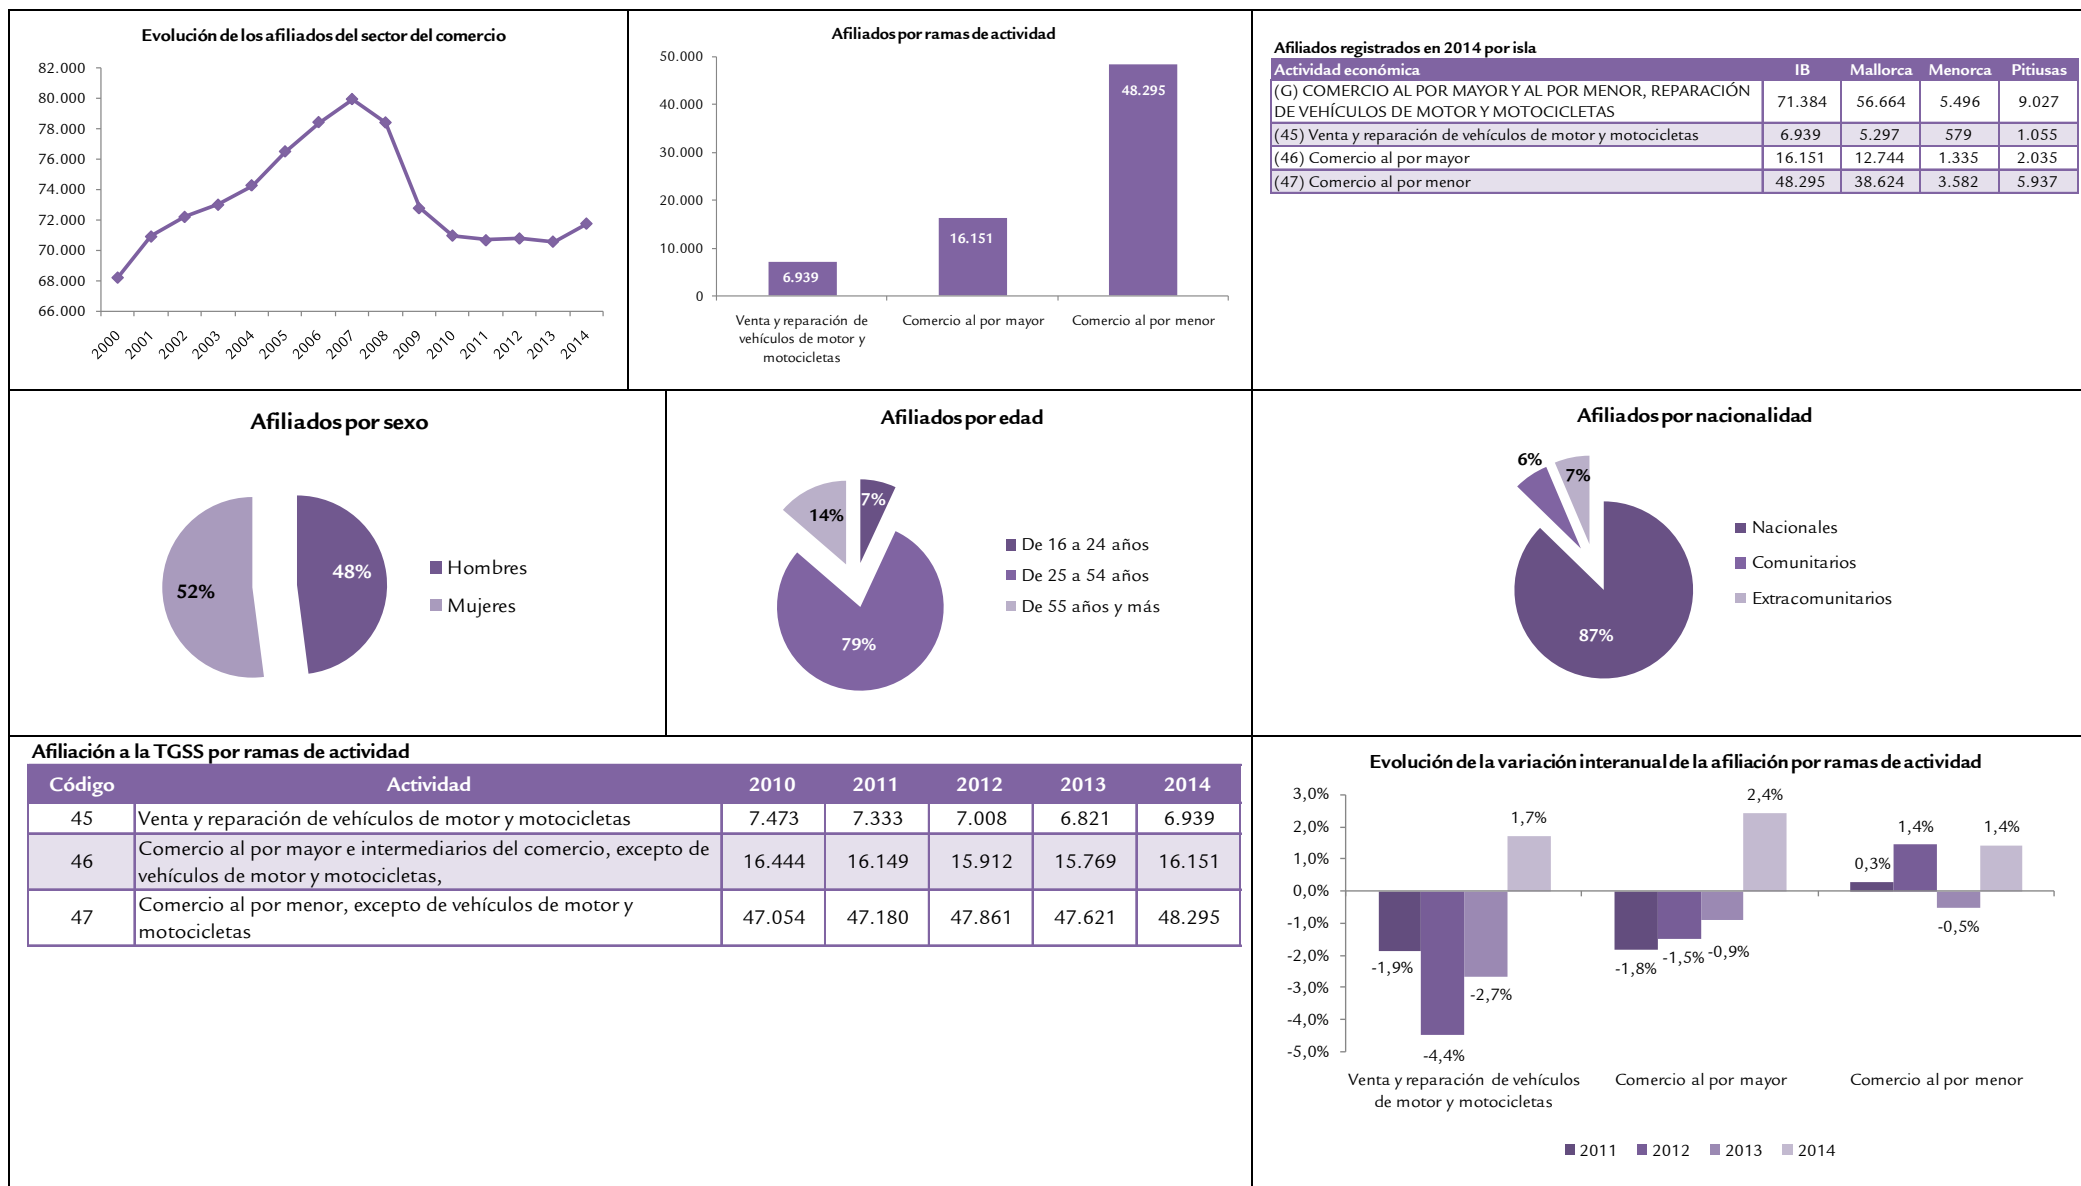 Evolución de los afiliados del sector del comercio
82.000
80.000
78.000
76.000
74.000
72.000
70.000
68.000
66.000
2000 2001 2002 2003 2004 2005 2006 2007 2008 2009 2010 2011 2012 2013 2014
Afiliados por ramas de actividad
50.000
40.000
30.000
20.000
10.000
0
6.939
16.151
48.295
Venta y reparación de
vehículos de motor y
motocicletas
Comercio al por mayor
Comercio al por menor
Afiliados registrados en 2014 por isla
Actividad económica IB Mallorca Menorca Pitiusas
(G) COMERCIO AL POR MAYOR Y AL POR MENOR, REPARACIÓN
DE VEHÍCULOS DE MOTOR Y MOTOCICLETAS
71.384 56.664 5.496 9.027
(45) Venta y reparación de vehículos de motor y motocicletas 6.939 5.297 579 1.055
(46) Comercio al por mayor 16.151 12.744 1.335 2.035
(47) Comercio al por menor 48.295 38.624 3.582 5.937
Afiliados por sexo
52%
48%
Hombres
Mujeres
Afiliados por edad
7%
14%
79%
De 16 a 24 años
De 25 a 54 años
De 55 años y más
Afiliados por nacionalidad
6%
7%
87%
Nacionales
Comunitarios
Extracomunitarios
Afiliación a la TGSS por ramas de actividad
Código Actividad 2010 2011 2012 2013 2014
45 Venta y reparación de vehículos de motor y motocicletas 7.473 7.333 7.008 6.821 6.939
46 Comercio al por mayor e intermediarios del comercio, excepto de
vehículos de motor y motocicletas,
16.444 16.149 15.912 15.769 16.151
47 Comercio al por menor, excepto de vehículos de motor y
motocicletas
47.054 47.180 47.861 47.621 48.295
Evolución de la variación interanual de la afiliación por ramas de actividad
3,0%
2,0%
1,0%
0,0%
-1,0%
-2,0%
-3,0%
-4,0%
-5,0%
-1,9%
-4,4%
-2,7%
1,7%
-1,8%
-1,5%
-0,9%
2,4%
0,3%
1,4%
-0,5%
1,4%
Venta y reparación de vehículos
de motor y motocicletas
Comercio al por mayor
Comercio al por menor
2011 2012 2013 2014